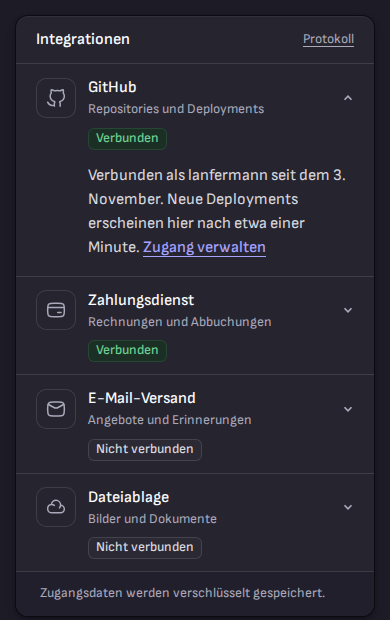 Integrationen
Protokoll
GitHub
Repositories und Deployments
Verbunden
Verbunden als lanfermann seit dem 3.
November. Neue Deployments
erscheinen hier nach etwa einer
Minute. Zugang verwalten
Zahlungsdienst
Rechnungen und Abbuchungen
Verbunden
E-Mail-Versand
Angebote und Erinnerungen
Nicht verbunden
Dateiablage
Bilder und Dokumente
Nicht verbunden
Zugangsdaten werden verschlüsselt gespeichert.